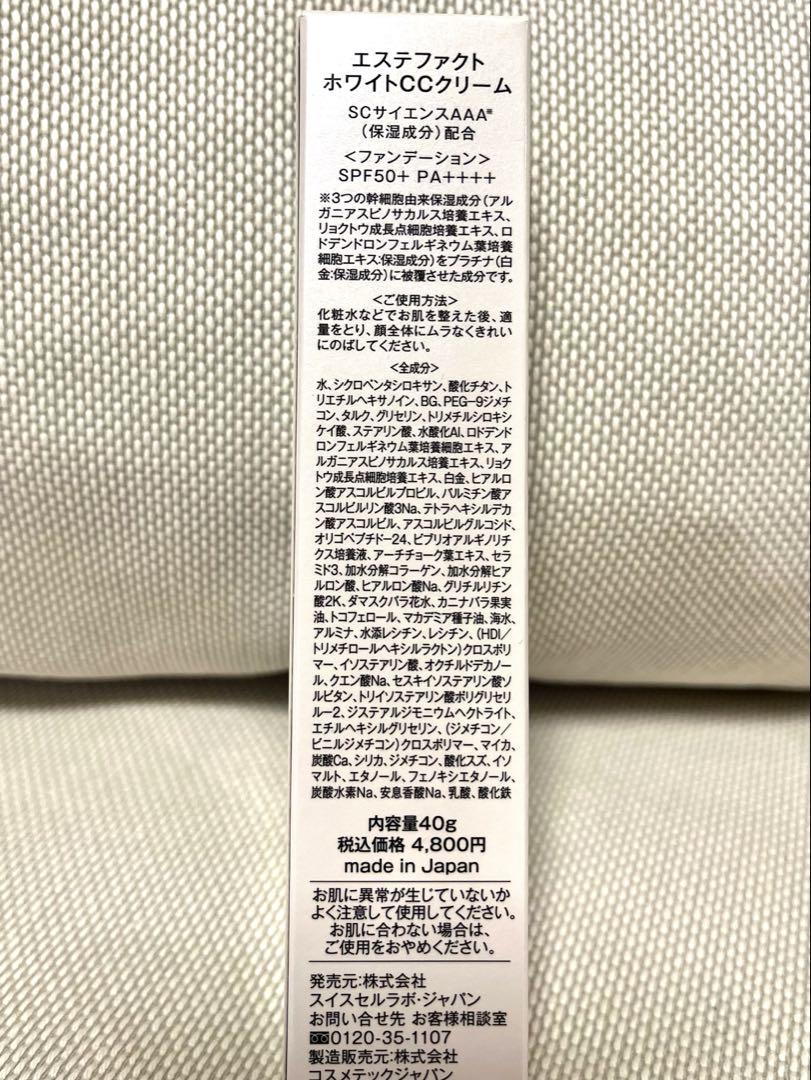 エステファクト
ホワイトCCクリーム
SCサイエンスAAA※
（保湿成分）配合
＜ファンデーション＞
SPF50+ PA++++
※3つの幹細胞由来保湿成分（アル
ガニアスピノサカルス培養エキス、
リョクトウ成長点細胞培養エキス、ロ
ドデンドロンフェルギネウム葉培養
細胞エキス：保湿成分）をプラチナ（白
金：保湿成分）に被覆させた成分です。
＜ご使用方法＞
化粧水などでお肌を整えた後、適
量をとり、顔全体にムラなくきれい
にのばしてください。
＜全成分＞
水、シクロペンタシロキサン、酸化チタン、ト
リエチルヘキサノイン、BG、PEG-9ジメチ
コン、タルク、グリセリン、トリメチルシロキシ
ケイ酸、ステアリン酸、水酸化Al、ロドデンド
ロンフェルギネウム葉培養細胞エキス、ア
ルガニアスピノサカルス培養エキス、リョク
トウ成長点細胞培養エキス、白金、ヒアルロ
ン酸アスコルビルプロピル、パルミチン酸ア
スコルビルリン酸3Na、テトラヘキシルデカ
ン酸アスコルビル、アスコルビルグルコシド、
オリゴペプチド-24、ビブリオアルギノリチ
クス培養液、アーチチョーク葉エキス、セラ
ミド3、加水分解コラーゲン、加水分解ヒア
ルロン酸、ヒアルロン酸Na、グリチルリチン
酸2K、ダマスクバラ花水、カニナバラ果実
油、トコフェロール、マカデミア種子油、海水、
アルミナ、水添レシチン、レシチン、（HDI／
トリメチロールヘキシルラクトン）クロスポリ
マー、イソステアリン酸、オクチルドデカノー
ル、クエン酸Na、セスキイソステアリン酸ソ
ルビタン、トリイソステアリン酸ポリグリセリ
ル-2、ジステアルジモニウムヘクトライト、
エチルヘキシルグリセリン、（ジメチコン／
ビニルジメチコン）クロスポリマー、マイカ、
炭酸Ca、シリカ、ジメチコン、酸化スズ、イソ
マルト、エタノール、フェノキシエタノール、
炭酸水素Na、安息香酸Na、乳酸、酸化鉄
内容量40g
税込価格 4,800円
made in Japan
お肌に異常が生じていないか
よく注意して使用してください。
お肌に合わない場合は、
ご使用をおやめください。
発売元：株式会社
スイスセルラボ・ジャパン
お問い合せ先 お客様相談室
0120-35-1107
製造販売元：株式会社
コスメテックジャパン